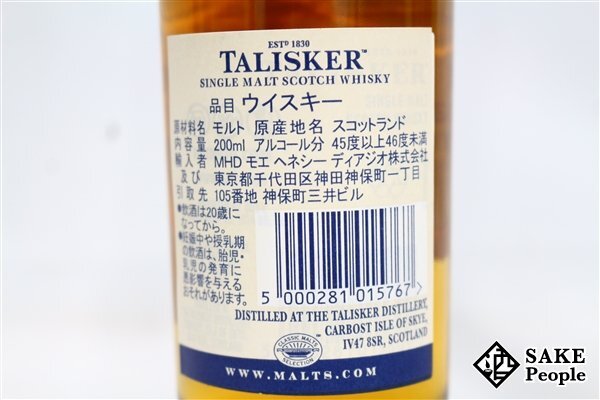 ESTD 1830
TALISKER™
SINGLE MALT SCOTCH WHISKY
品目 ウイスキー
原材料名 モルト 原産地名 スコットランド
内容量 200ml アルコール分 45度以上46度未満
輸入者 MHD モエ ヘネシー ディアジオ株式会社
及び 東京都千代田区神田神保町一丁目
引取先 105番地 神保町三井ビル
●飲酒は20歳に
なってから。
●妊娠中や授乳期
の飲酒は、胎児・
乳児の発育に
悪影響を与える
おそれがあります。
5 000281 015767 >
DISTILLED AT THE TALISKER DISTILLERY,
CARBOST ISLE OF SKYE,
IV47 8SR, SCOTLAND
CLASSIC MALTS
SELECTION
WWW.MALTS.COM
SAKE
People